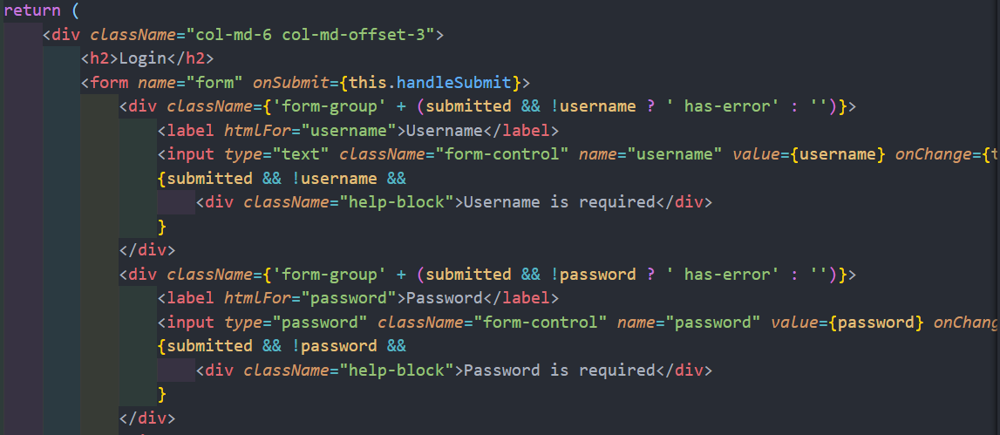 return (
<div className="col-md-6 col-md-offset-3">
<h2>Login</h2>
<form name="form" onSubmit={this.handleSubmit}>
<div className={'form-group' + (submitted && !username ? ' has-error' : '')}>
<label htmlFor="username">Username</label>
<input type="text" className="form-control" name="username" value={username} onChange={t
{submitted && !username &&
<div className="help-block">Username is required</div>
}
</div>
<div className={'form-group' + (submitted && !password ? ' has-error' : '')}>
<label htmlFor="password">Password</label>
<input type="password" className="form-control" name="password" value={password} onChang
{submitted && !password &&
<div className="help-block">Password is required</div>
}
</div>